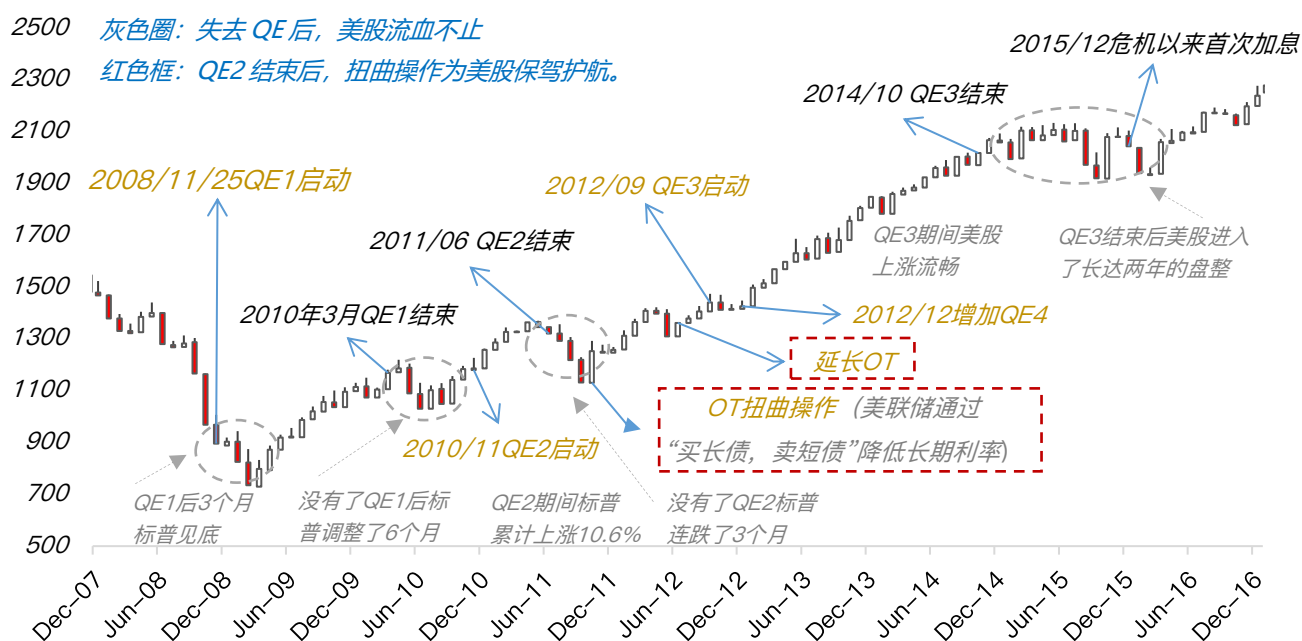 灰色圈：失去 QE 后，美股流血不止
红色框：QE2 结束后，扭曲操作为美股保驾护航。
2015/12危机以来首次加息
2014/10 QE3结束
2008/11/25QE1启动
2012/09 QE3启动
2011/06 QE2结束
QE3期间美股
上涨流畅
QE3结束后美股进入
了长达两年的盘整
2010年3月QE1结束
2012/12增加QE4
延长OT
OT扭曲操作（美联储通过
“买长债，卖短债”降低长期利率）
2010/11QE2启动
QE1后3个月
标普见底
没有了QE1后标
普调整了6个月
QE2期间标普
累计上涨10.6%
没有了QE2标普
连跌了3个月
2500
2300
2100
1900
1700
1500
1300
1100
900
700
500
Dec-07
Jun-08
Dec-08
Jun-09
Dec-09
Jun-10
Dec-10
Jun-11
Dec-11
Jun-12
Dec-12
Jun-13
Dec-13
Jun-14
Dec-14
Jun-15
Dec-15
Jun-16
Dec-16